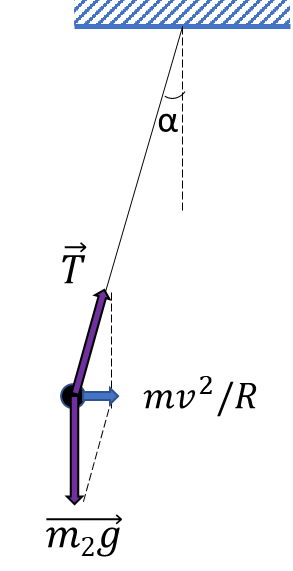 α
T⃗
mv²/R
m₂g⃗